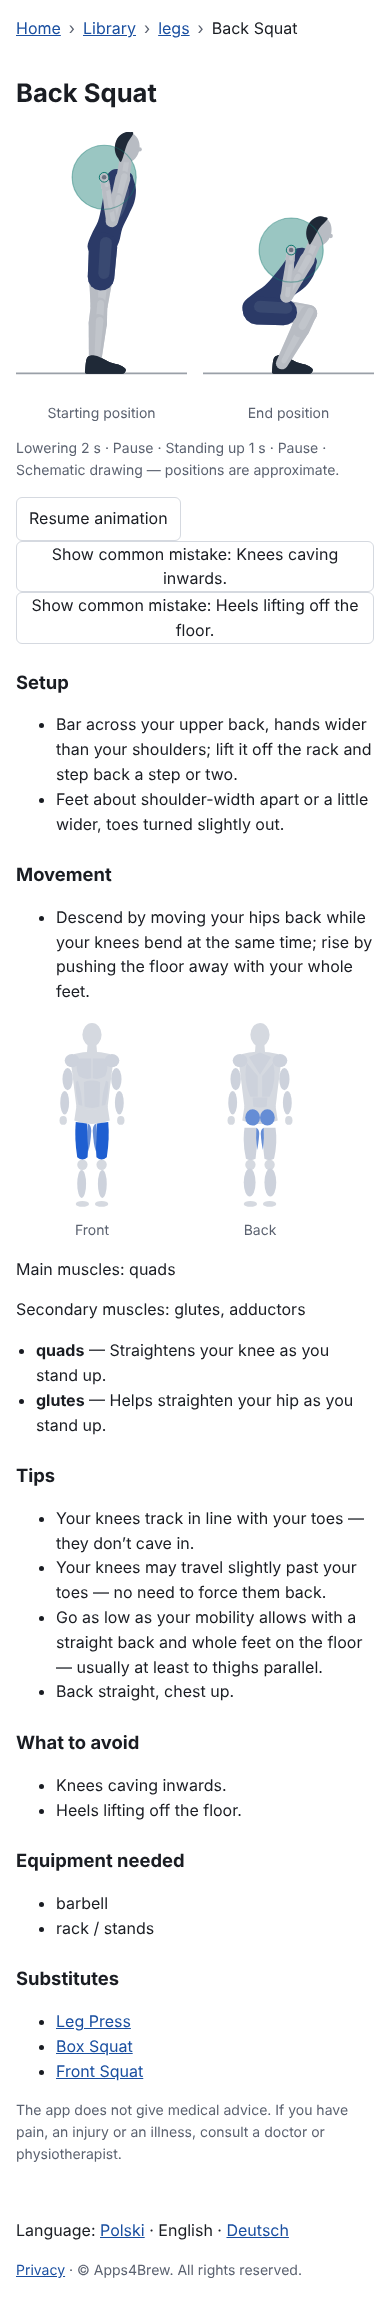 Home › Library › legs › Back Squat
Back Squat
Starting position
End position
Lowering 2 s · Pause · Standing up 1 s · Pause ·
Schematic drawing — positions are approximate.
Resume animation
Show common mistake: Knees caving
inwards.
Show common mistake: Heels lifting off the
floor.
Setup
• Bar across your upper back, hands wider
than your shoulders; lift it off the rack and
step back a step or two.
• Feet about shoulder-width apart or a little
wider, toes turned slightly out.
Movement
• Descend by moving your hips back while
your knees bend at the same time; rise by
pushing the floor away with your whole
feet.
Front
Back
Main muscles: quads
Secondary muscles: glutes, adductors
• quads — Straightens your knee as you
stand up.
• glutes — Helps straighten your hip as you
stand up.
Tips
• Your knees track in line with your toes —
they don’t cave in.
• Your knees may travel slightly past your
toes — no need to force them back.
• Go as low as your mobility allows with a
straight back and whole feet on the floor
— usually at least to thighs parallel.
• Back straight, chest up.
What to avoid
• Knees caving inwards.
• Heels lifting off the floor.
Equipment needed
• barbell
• rack / stands
Substitutes
• Leg Press
• Box Squat
• Front Squat
The app does not give medical advice. If you have
pain, an injury or an illness, consult a doctor or
physiotherapist.
Language: Polski · English · Deutsch
Privacy · © Apps4Brew. All rights reserved.